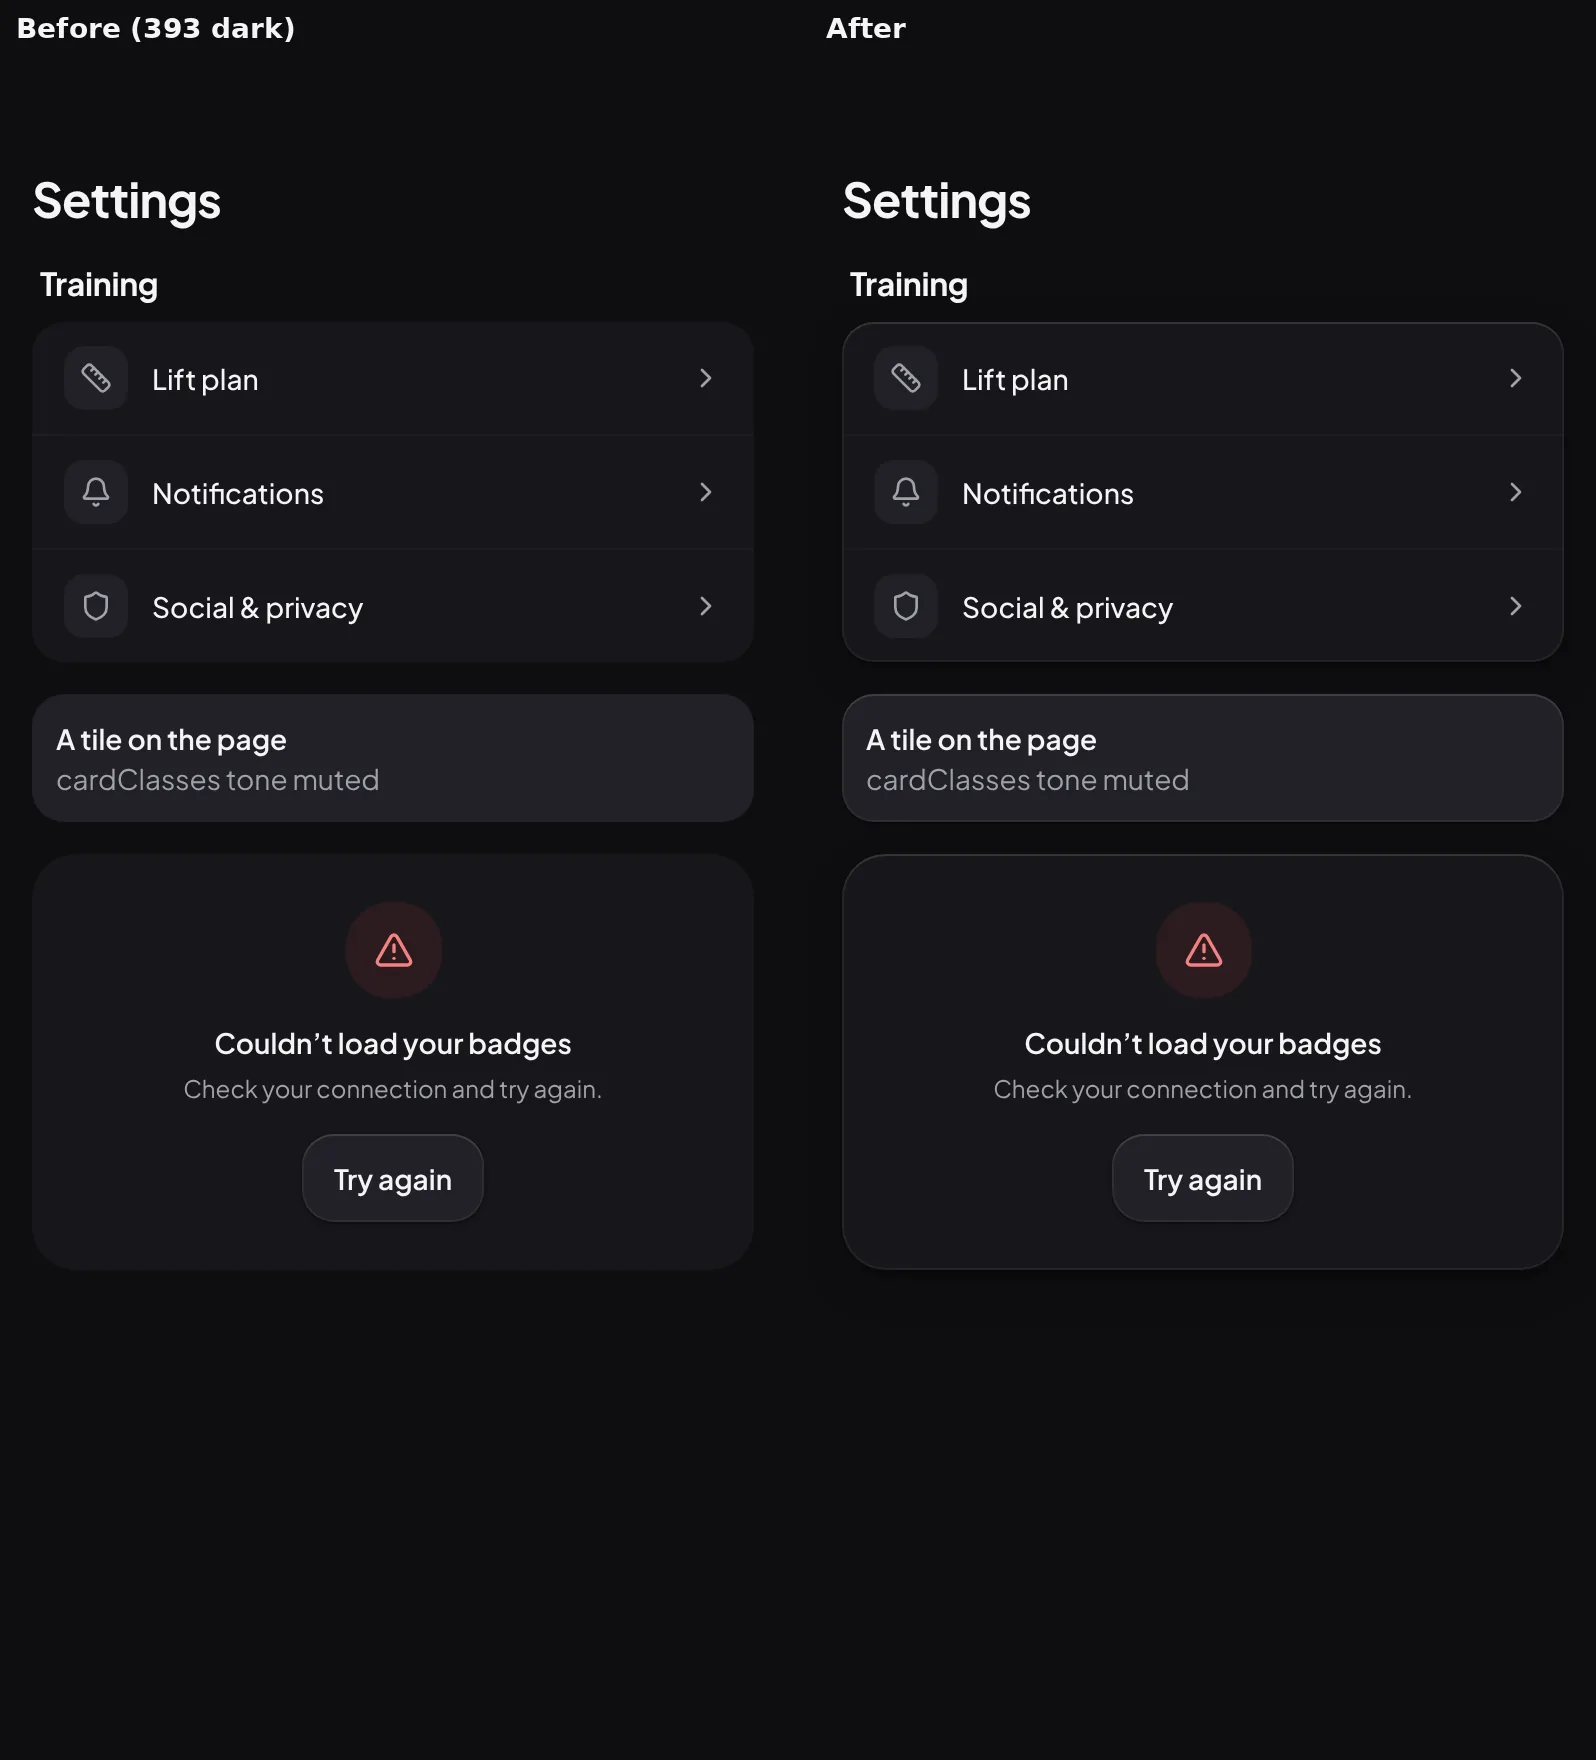 Before (393 dark)
Settings
Training
Lift plan
Notifications
Social & privacy
A tile on the page
cardClasses tone muted
Couldn’t load your badges
Check your connection and try again.
Try again
After
Settings
Training
Lift plan
Notifications
Social & privacy
A tile on the page
cardClasses tone muted
Couldn’t load your badges
Check your connection and try again.
Try again